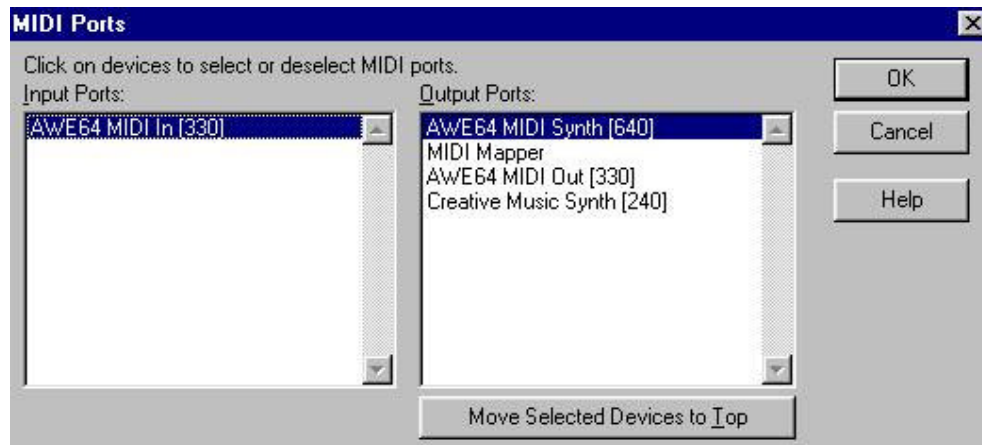 MIDI Ports
Click on devices to select or deselect MIDI ports.
Input Ports:
AWE64 MIDI In [330]
Output Ports:
AWE64 MIDI Synth [640]
MIDI Mapper
AWE64 MIDI Out [330]
Creative Music Synth [240]
Move Selected Devices to Top
OK
Cancel
Help